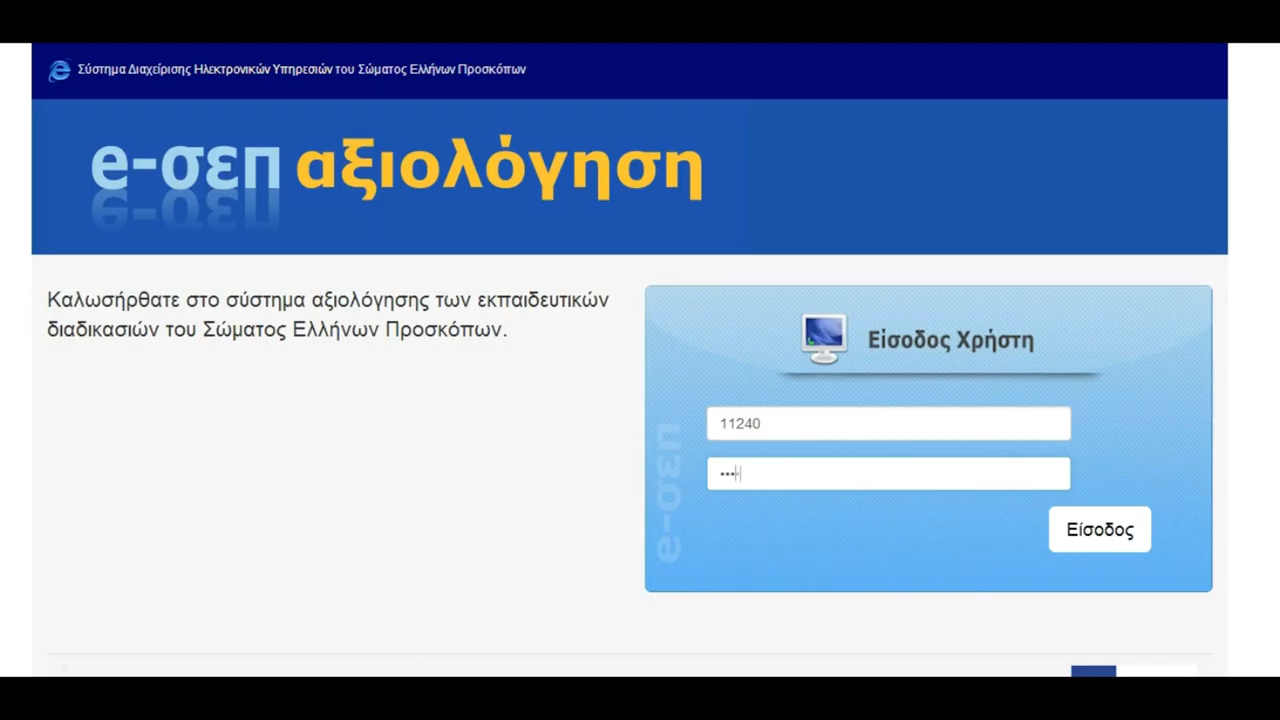 Σύστημα Διαχείρισης Ηλεκτρονικών Υπηρεσιών του Σώματος Ελλήνων Προσκόπων
e-σεπ αξιολόγηση
Καλωσήρθατε στο σύστημα αξιολόγησης των εκπαιδευτικών
διαδικασιών του Σώματος Ελλήνων Προσκόπων.
Είσοδος Χρήστη
11240
e-σεπ
Είσοδος